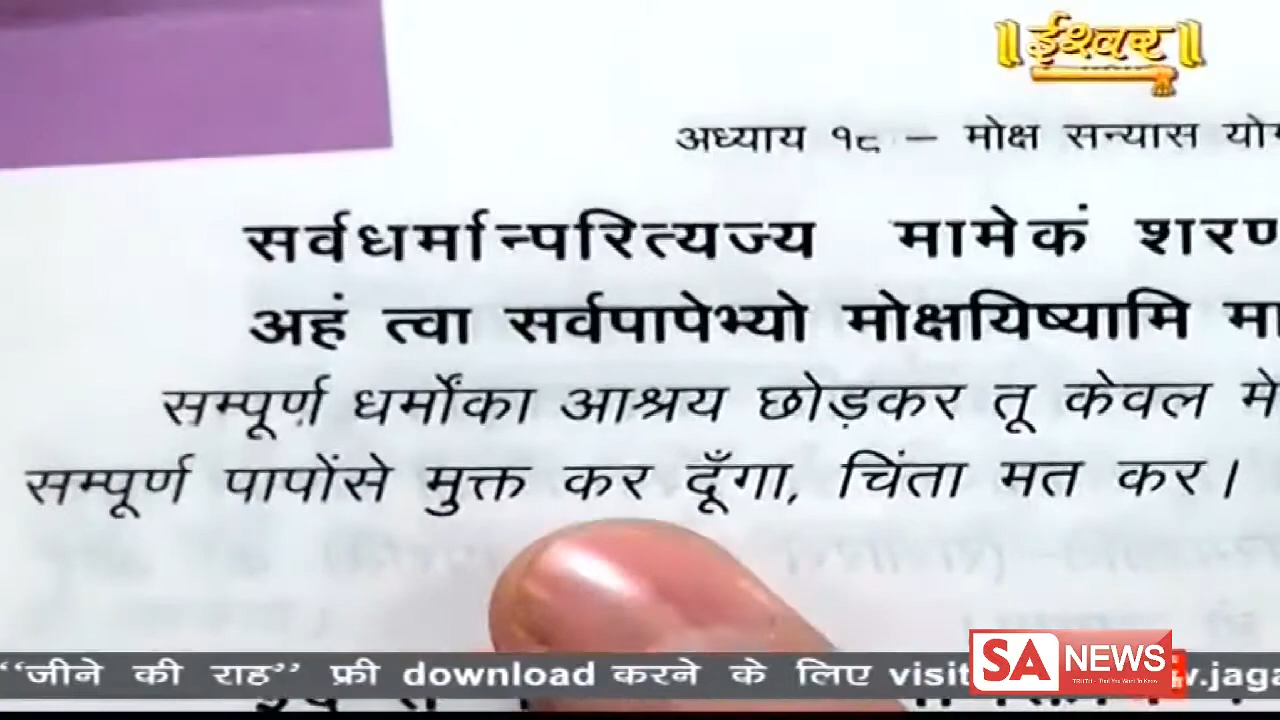 ॥ईश्वर॥
अध्याय १८ – मोक्ष सन्यास
सर्वधर्मान्परित्यज्य मामेकं
अहं त्वा सर्वपापेभ्यो मोक्षयिष्यामि
सम्पूर्ण धर्मोंका आश्रय छोड़कर तू केवल
सम्पूर्ण पापोंसे मुक्त कर दूँगा, चिंता मत कर।
“जीने की राह” फ्री download करने के लिए visit
SA NEWS